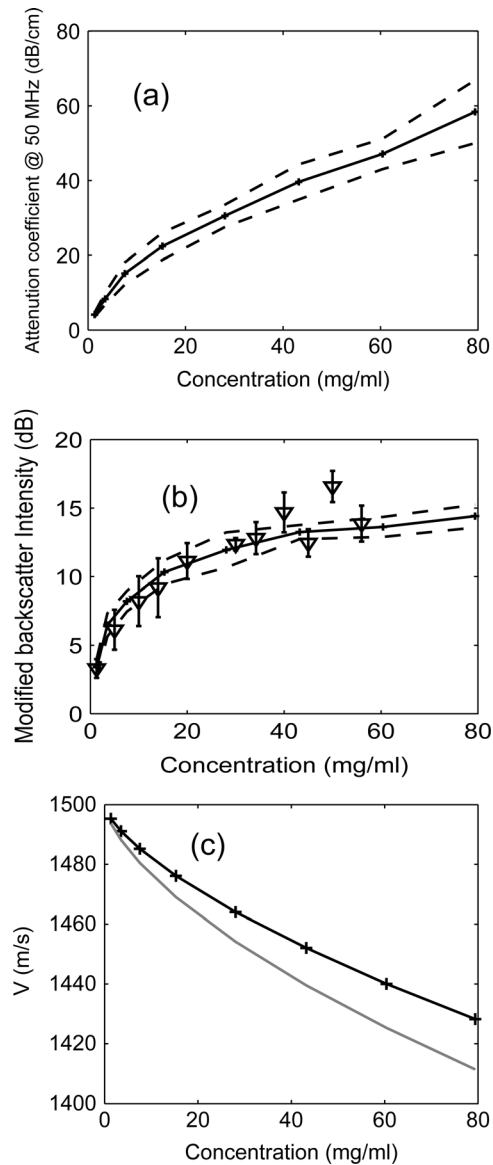 80
60
40
20
0
Attenution coefficient @ 50 MHz (dB/cm)
(a)
0 20 40 60 80
Concentration (mg/ml)
20
15
10
5
0
Modified backscatter Intensity (dB)
(b)
0 20 40 60 80
Concentration (mg/ml)
1500
1480
1460
1440
1420
1400
V (m/s)
(c)
0 20 40 60 80
Concentration (mg/ml)